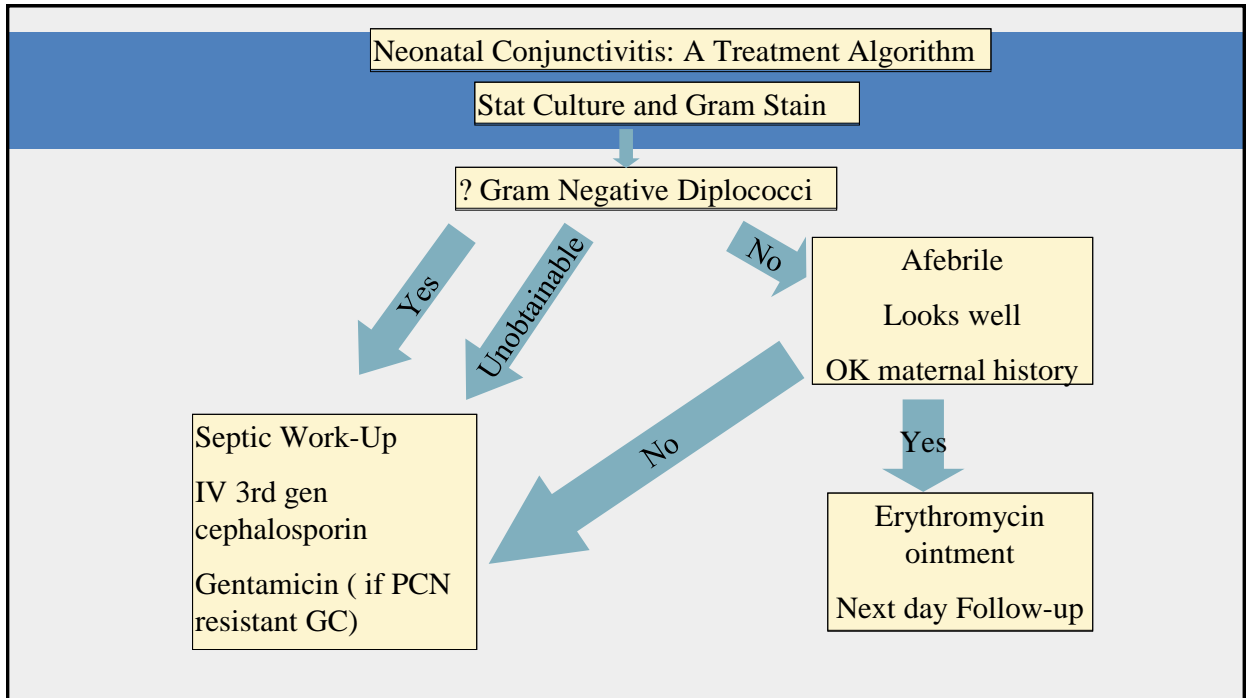 Neonatal Conjunctivitis: A Treatment Algorithm
Stat Culture and Gram Stain
? Gram Negative Diplococci
Yes
Unobtainable
No
Afebrile
Looks well
OK maternal history
No
Yes
Septic Work-Up
IV 3rd gen
cephalosporin
Gentamicin ( if PCN
resistant GC)
Erythromycin
ointment
Next day Follow-up